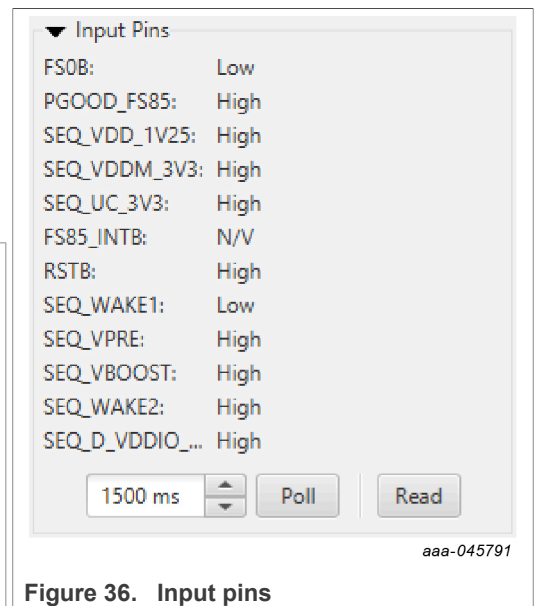 ▼ Input Pins
FS0B: Low
PGOOD_FS85: High
SEQ_VDD_1V25: High
SEQ_VDDM_3V3: High
SEQ_UC_3V3: High
FS85_INTB: N/V
RSTB: High
SEQ_WAKE1: Low
SEQ_VPRE: High
SEQ_VBOOST: High
SEQ_WAKE2: High
SEQ_D_VDDIO_... High
1500 ms Poll Read
aaa-045791
Figure 36. Input pins